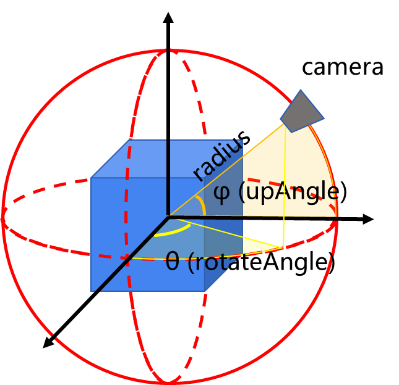 camera
radius
φ (upAngle)
θ (rotateAngle)